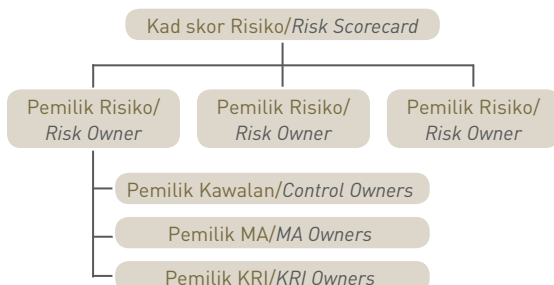 Kad skor Risiko/Risk Scorecard
Pemilik Risiko/
Risk Owner
Pemilik Risiko/
Risk Owner
Pemilik Risiko/
Risk Owner
Pemilik Kawalan/Control Owners
Pemilik MA/MA Owners
Pemilik KRI/KRI Owners